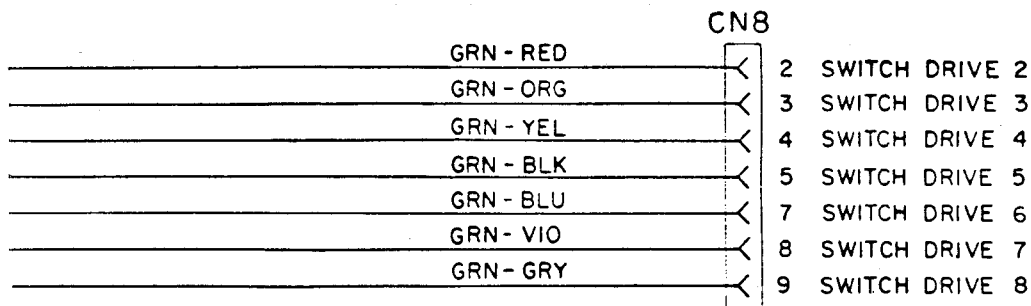 CN8
GRN - RED 2 SWITCH DRIVE 2
GRN - ORG 3 SWITCH DRIVE 3
GRN - YEL 4 SWITCH DRIVE 4
GRN - BLK 5 SWITCH DRIVE 5
GRN - BLU 7 SWITCH DRIVE 6
GRN - VIO 8 SWITCH DRIVE 7
GRN - GRY 9 SWITCH DRIVE 8